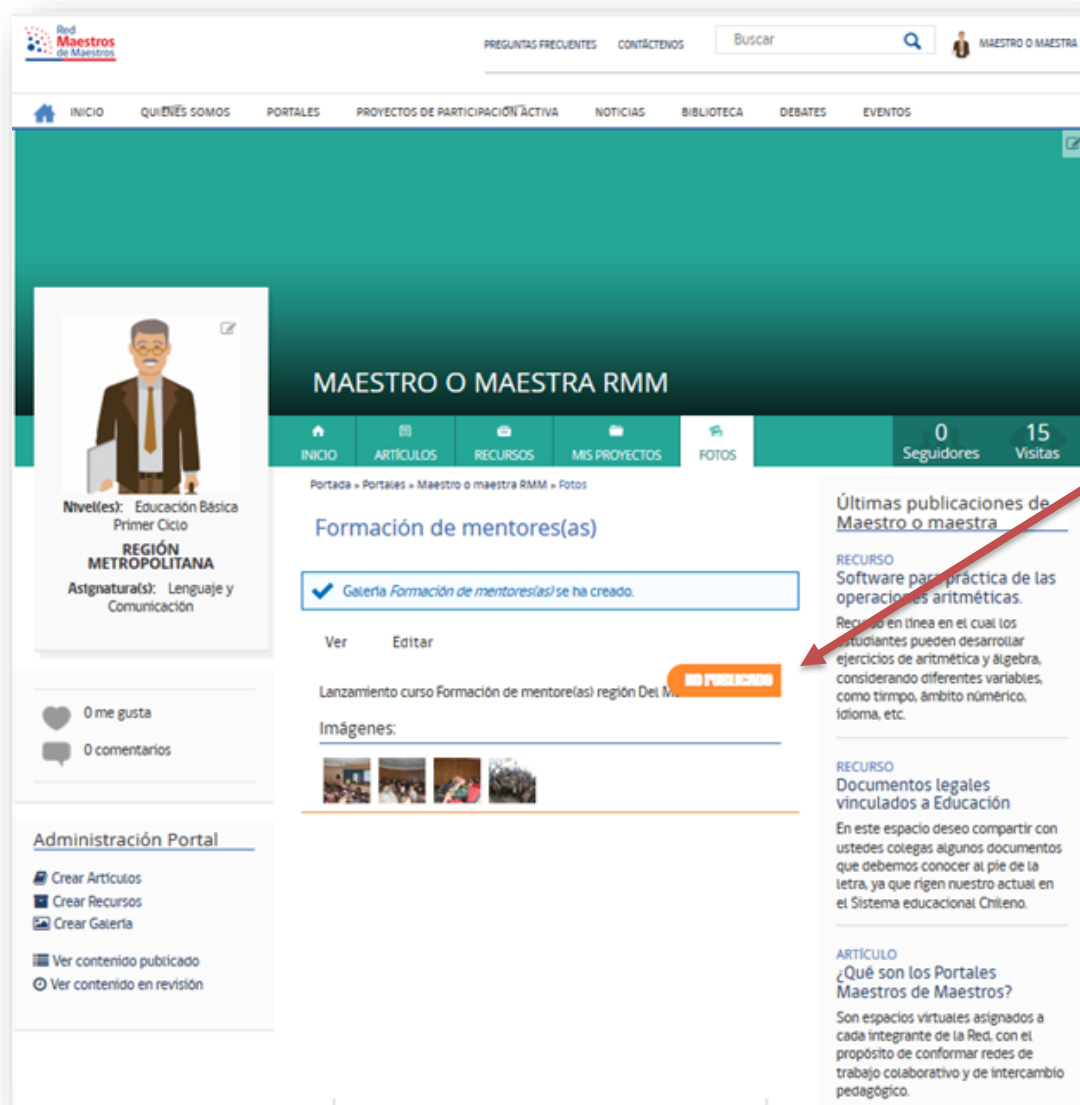 Red
Maestros
de Maestros
PREGUNTAS FRECUENTES
CONTÁCTENOS
Buscar
MAESTRO O MAESTRA
INICIO
QUIENES SOMOS
PORTALES
PROYECTOS DE PARTICIPACIÓN ACTIVA
NOTICIAS
BIBLIOTECA
DEBATES
EVENTOS
MAESTRO O MAESTRA RMM
INICIO
ARTÍCULOS
RECURSOS
MIS PROYECTOS
FOTOS
0
Seguidores
15
Visitas
Nivel(es): Educación Básica
Primer Ciclo
REGIÓN
METROPOLITANA
Asignatura(s): Lenguaje y
Comunicación
0 me gusta
0 comentarios
Administración Portal
Crear Artículos
Crear Recursos
Crear Galería
Ver contenido publicado
Ver contenido en revisión
Portada » Portales » Maestro o maestra RMM » Fotos
Formación de mentores(as)
Galería Formación de mentores(as) se ha creado.
Ver
Editar
NO PUBLICADO
Lanzamiento curso Formación de mentore(as) región Del M
Imágenes:
Últimas publicaciones de
Maestro o maestra
RECURSO
Software para práctica de las
operaciones aritméticas.
Recurso en línea en el cual los
estudiantes pueden desarrollar
ejercicios de aritmética y álgebra,
considerando diferentes variables,
como tirmpo, ámbito númérico,
idioma, etc.
RECURSO
Documentos legales
vinculados a Educación
En este espacio deseo compartir con
ustedes colegas algunos documentos
que debemos conocer al pie de la
letra, ya que rigen nuestro actual en
el Sistema educacional Chileno.
ARTÍCULO
¿Qué son los Portales
Maestros de Maestros?
Son espacios virtuales asignados a
cada integrante de la Red, con el
propósito de conformar redes de
trabajo colaborativo y de intercambio
pedagógico.